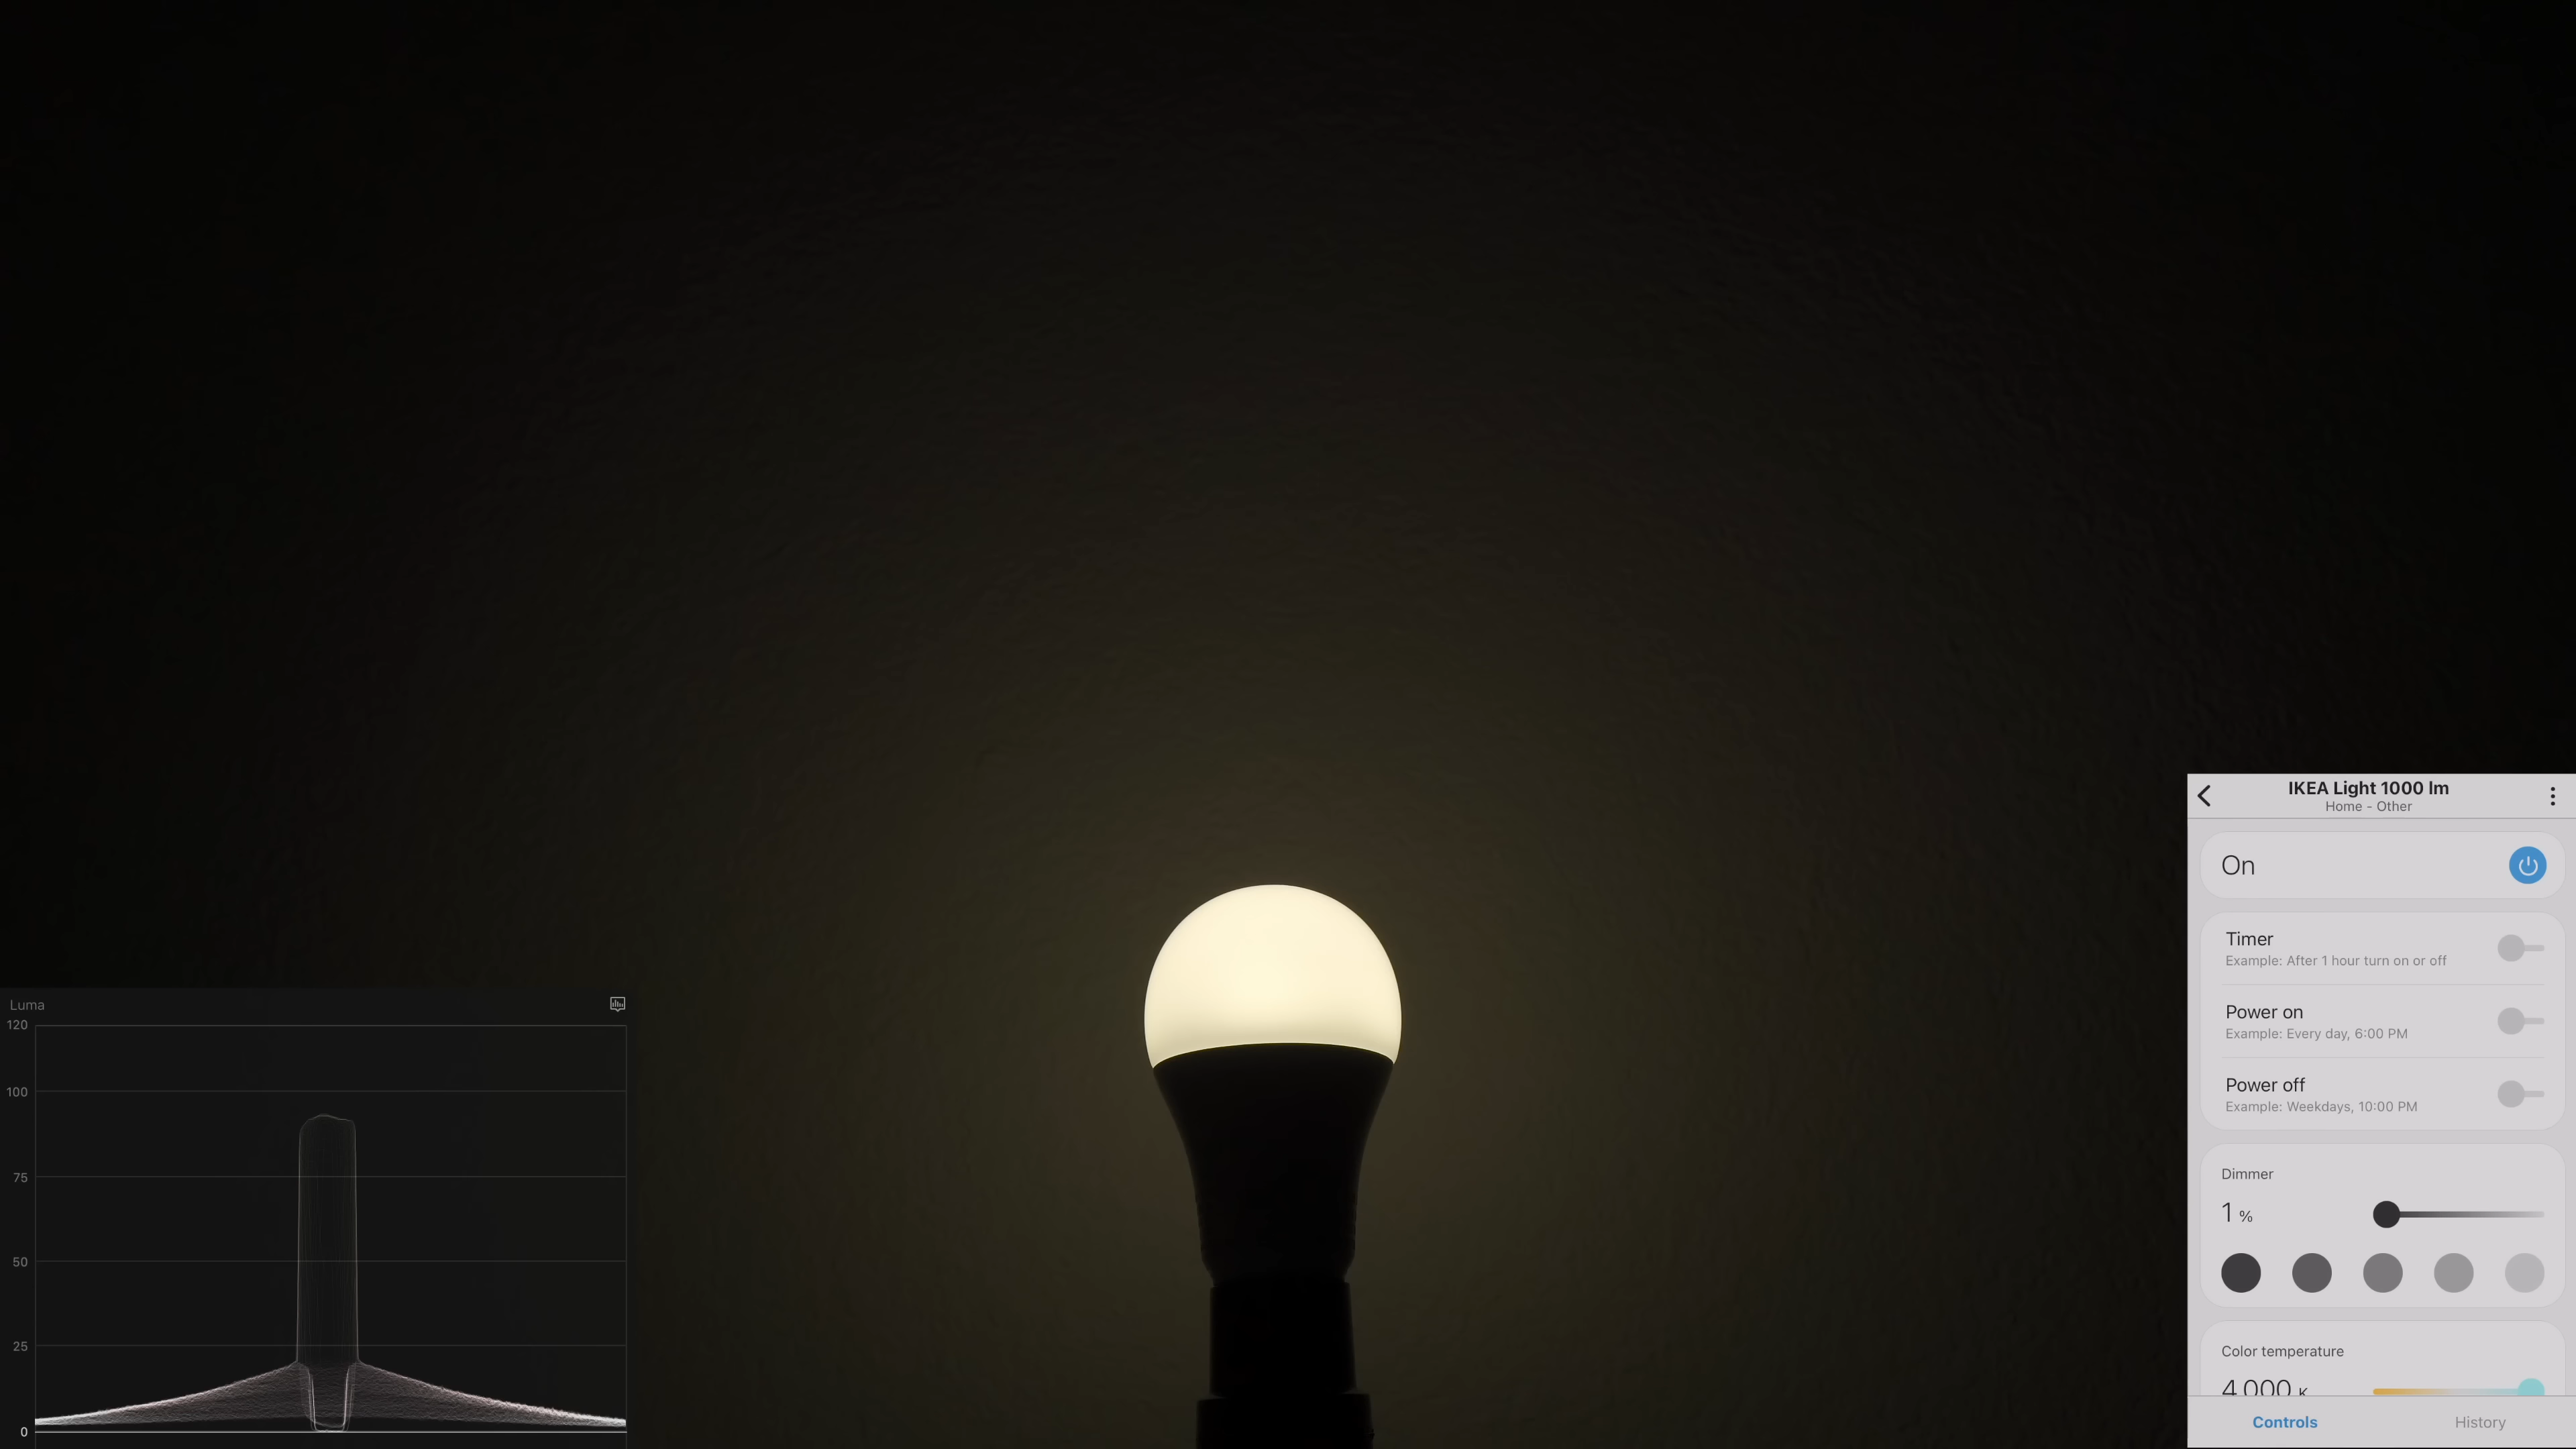 IKEA Light 1000 lm
Home - Other
On
Timer
Example: After 1 hour turn on or off
Power on
Example: Every day, 6:00 PM
Power off
Example: Weekdays, 10:00 PM
Dimmer
1 %
Color temperature
4 000 K
Controls
History
Luma
120
100
75
50
25
0